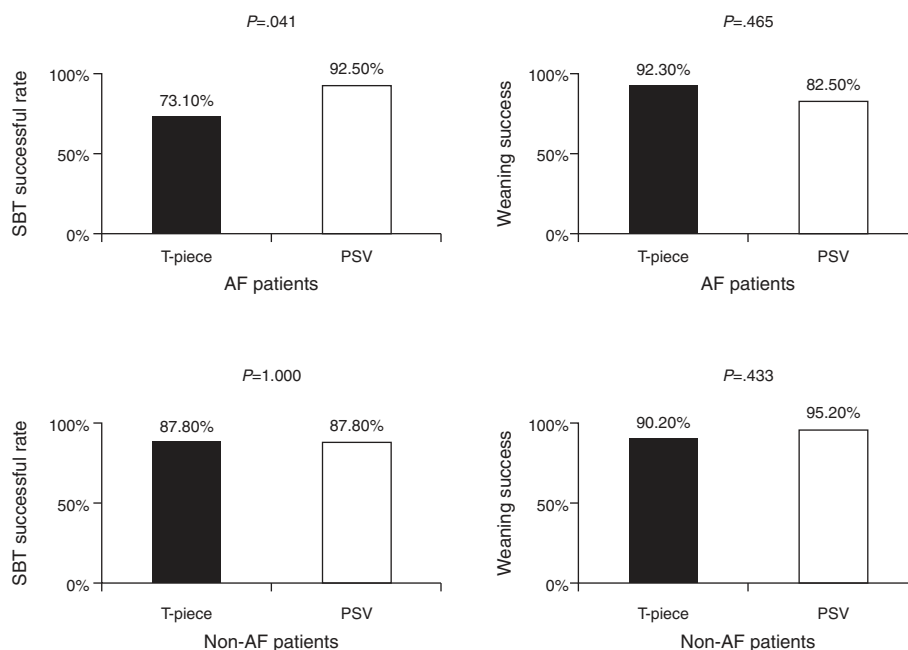 P=.041
SBT successful rate
100%
50%
0%
73.10%
92.50%
T-piece
PSV
AF patients
P=.465
Weaning success
100%
50%
0%
92.30%
82.50%
T-piece
PSV
AF patients
P=1.000
SBT successful rate
100%
50%
0%
87.80%
87.80%
T-piece
PSV
Non-AF patients
P=.433
Weaning success
100%
50%
0%
90.20%
95.20%
T-piece
PSV
Non-AF patients